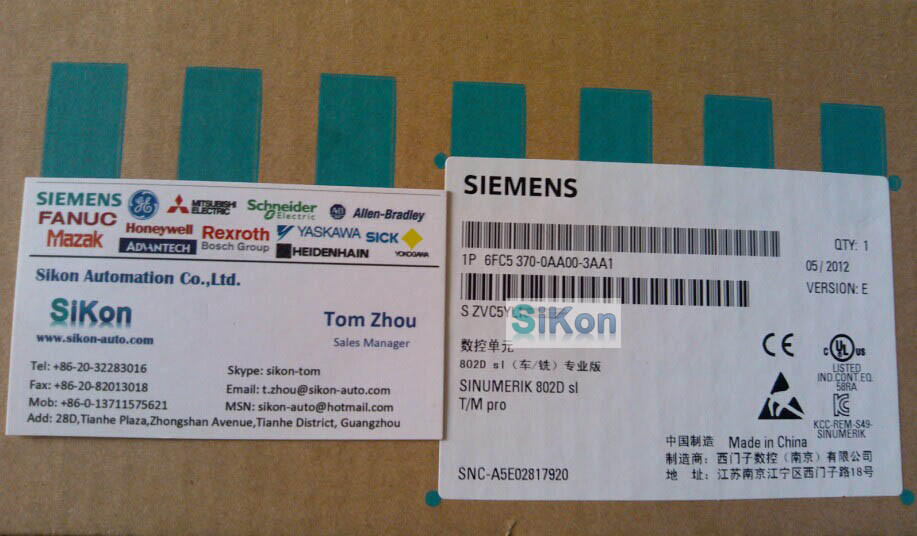 SIEMENS
GE
MITSUBISHI
ELECTRIC
Schneider
Electric
AB
Allen-Bradley
FANUC
Honeywell
Rexroth
Bosch Group
YASKAWA
SICK
YOKOGAWA
Mazak
ADVANTECH
HEIDENHAIN
Sikon Automation Co.,Ltd.
SiKon
www.sikon-auto.com
Tom Zhou
Sales Manager
Tel: +86-20-32283016
Fax: +86-20-82013018
Mob: +86-0-13711575621
Skype: sikon-tom
Email: t.zhou@sikon-auto.com
MSN: sikon-auto@hotmail.com
Add: 28D,Tianhe Plaza,Zhongshan Avenue,Tianhe District, Guangzhou
SIEMENS
1P 6FC5 370-0AA00-3AA1
QTY: 1
05 / 2012
VERSION: E
S ZVC5Y
SiKon
数控单元
802D sl（车/铣）专业版
SINUMERIK 802D sl
T/M pro
CE
C UL US
LISTED
IND.CONT.EQ.
58RA
KCC-REM-S49-
SINUMERIK
中国制造 Made in China
制造商：西门子数控（南京）有限公司
地 址：江苏南京江宁区西门子路18号
SNC-A5E02817920